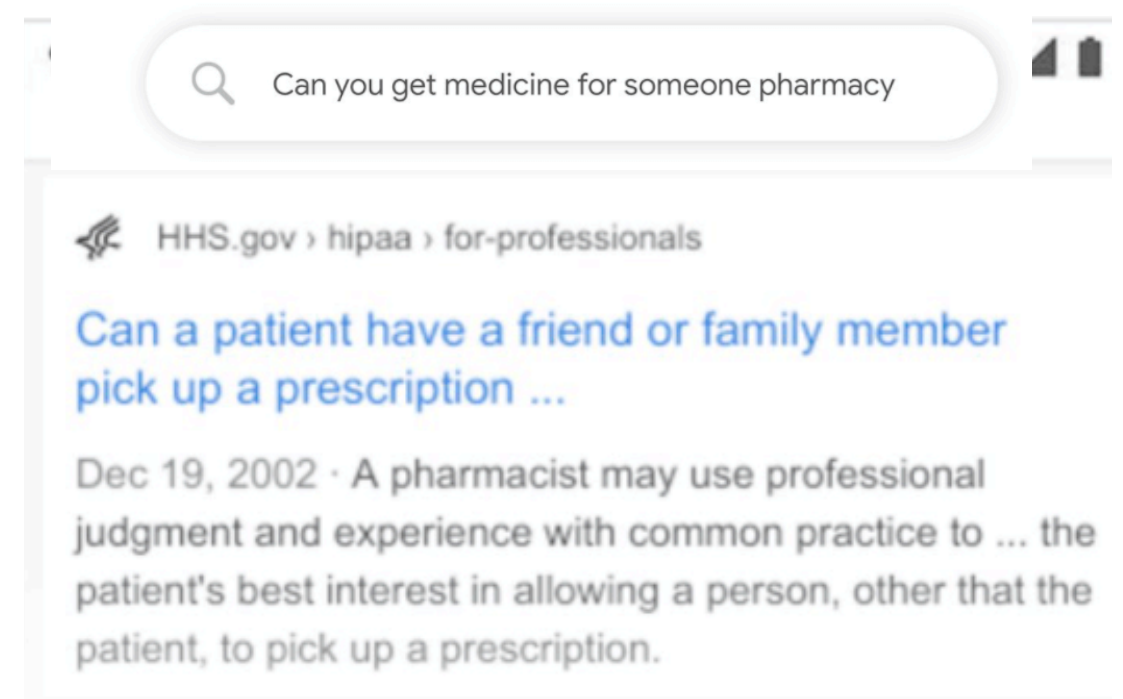 Can you get medicine for someone pharmacy
HHS.gov › hipaa › for-professionals
Can a patient have a friend or family member
pick up a prescription ...
Dec 19, 2002 · A pharmacist may use professional
judgment and experience with common practice to ... the
patient's best interest in allowing a person, other that the
patient, to pick up a prescription.